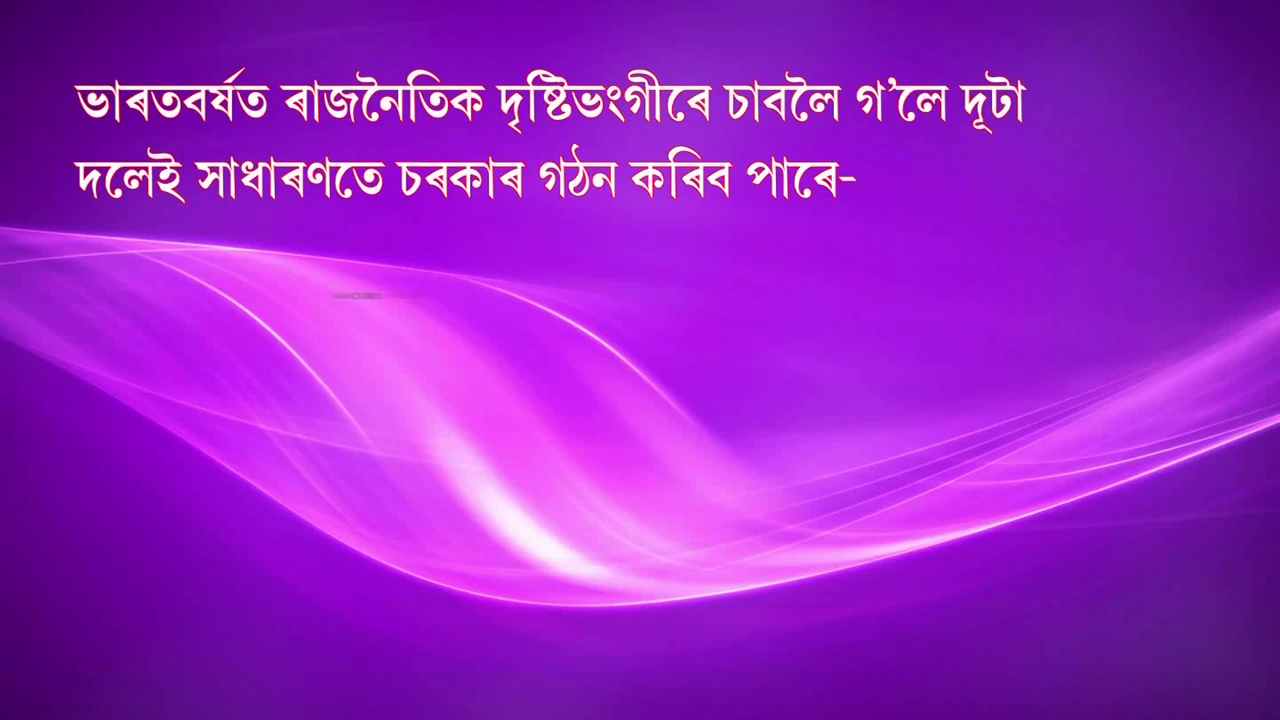 ভাৰতবৰ্ষত ৰাজনৈতিক দৃষ্টিভংগীৰে চাবলৈ গ’লে দূটা
দলেই সাধাৰণতে চৰকাৰ গঠন কৰিব পাৰে-